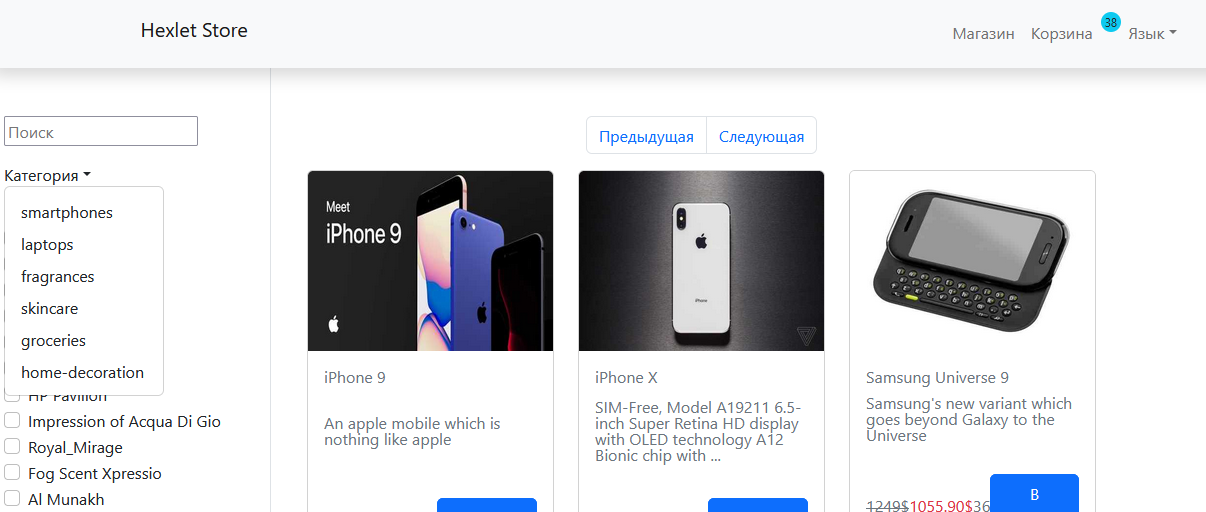 Hexlet Store
Магазин
Корзина
38
Язык
Поиск
Категория
smartphones
laptops
fragrances
skincare
groceries
home-decoration
HP Pavilion
Impression of Acqua Di Gio
Royal_Mirage
Fog Scent Xpressio
Al Munakh
Предыдущая
Следующая
Meet
iPhone 9
iPhone 9
An apple mobile which is
nothing like apple
iPhone
iPhone X
SIM-Free, Model A19211 6.5-
inch Super Retina HD display
with OLED technology A12
Bionic chip with ...
Samsung Universe 9
Samsung's new variant which
goes beyond Galaxy to the
Universe
1249$1055.90$36
В